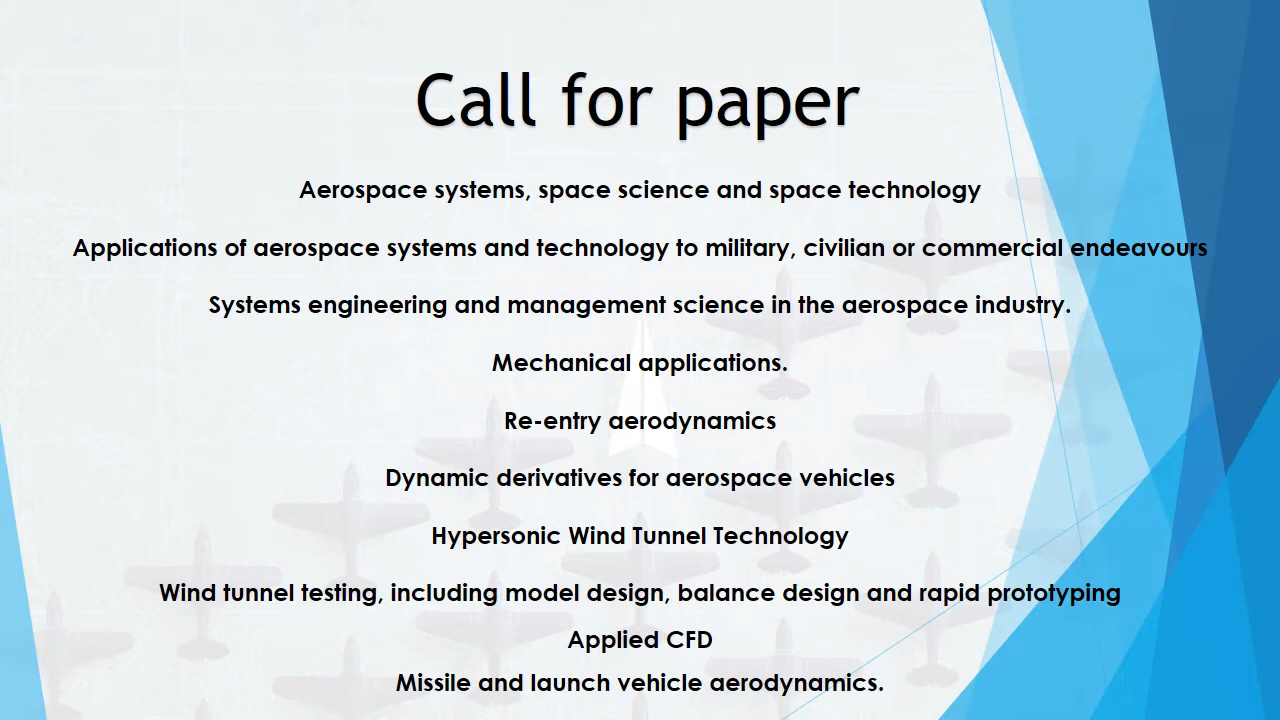 Call for paper
Aerospace systems, space science and space technology
Applications of aerospace systems and technology to military, civilian or commercial endeavours
Systems engineering and management science in the aerospace industry.
Mechanical applications.
Re-entry aerodynamics
Dynamic derivatives for aerospace vehicles
Hypersonic Wind Tunnel Technology
Wind tunnel testing, including model design, balance design and rapid prototyping
Applied CFD
Missile and launch vehicle aerodynamics.